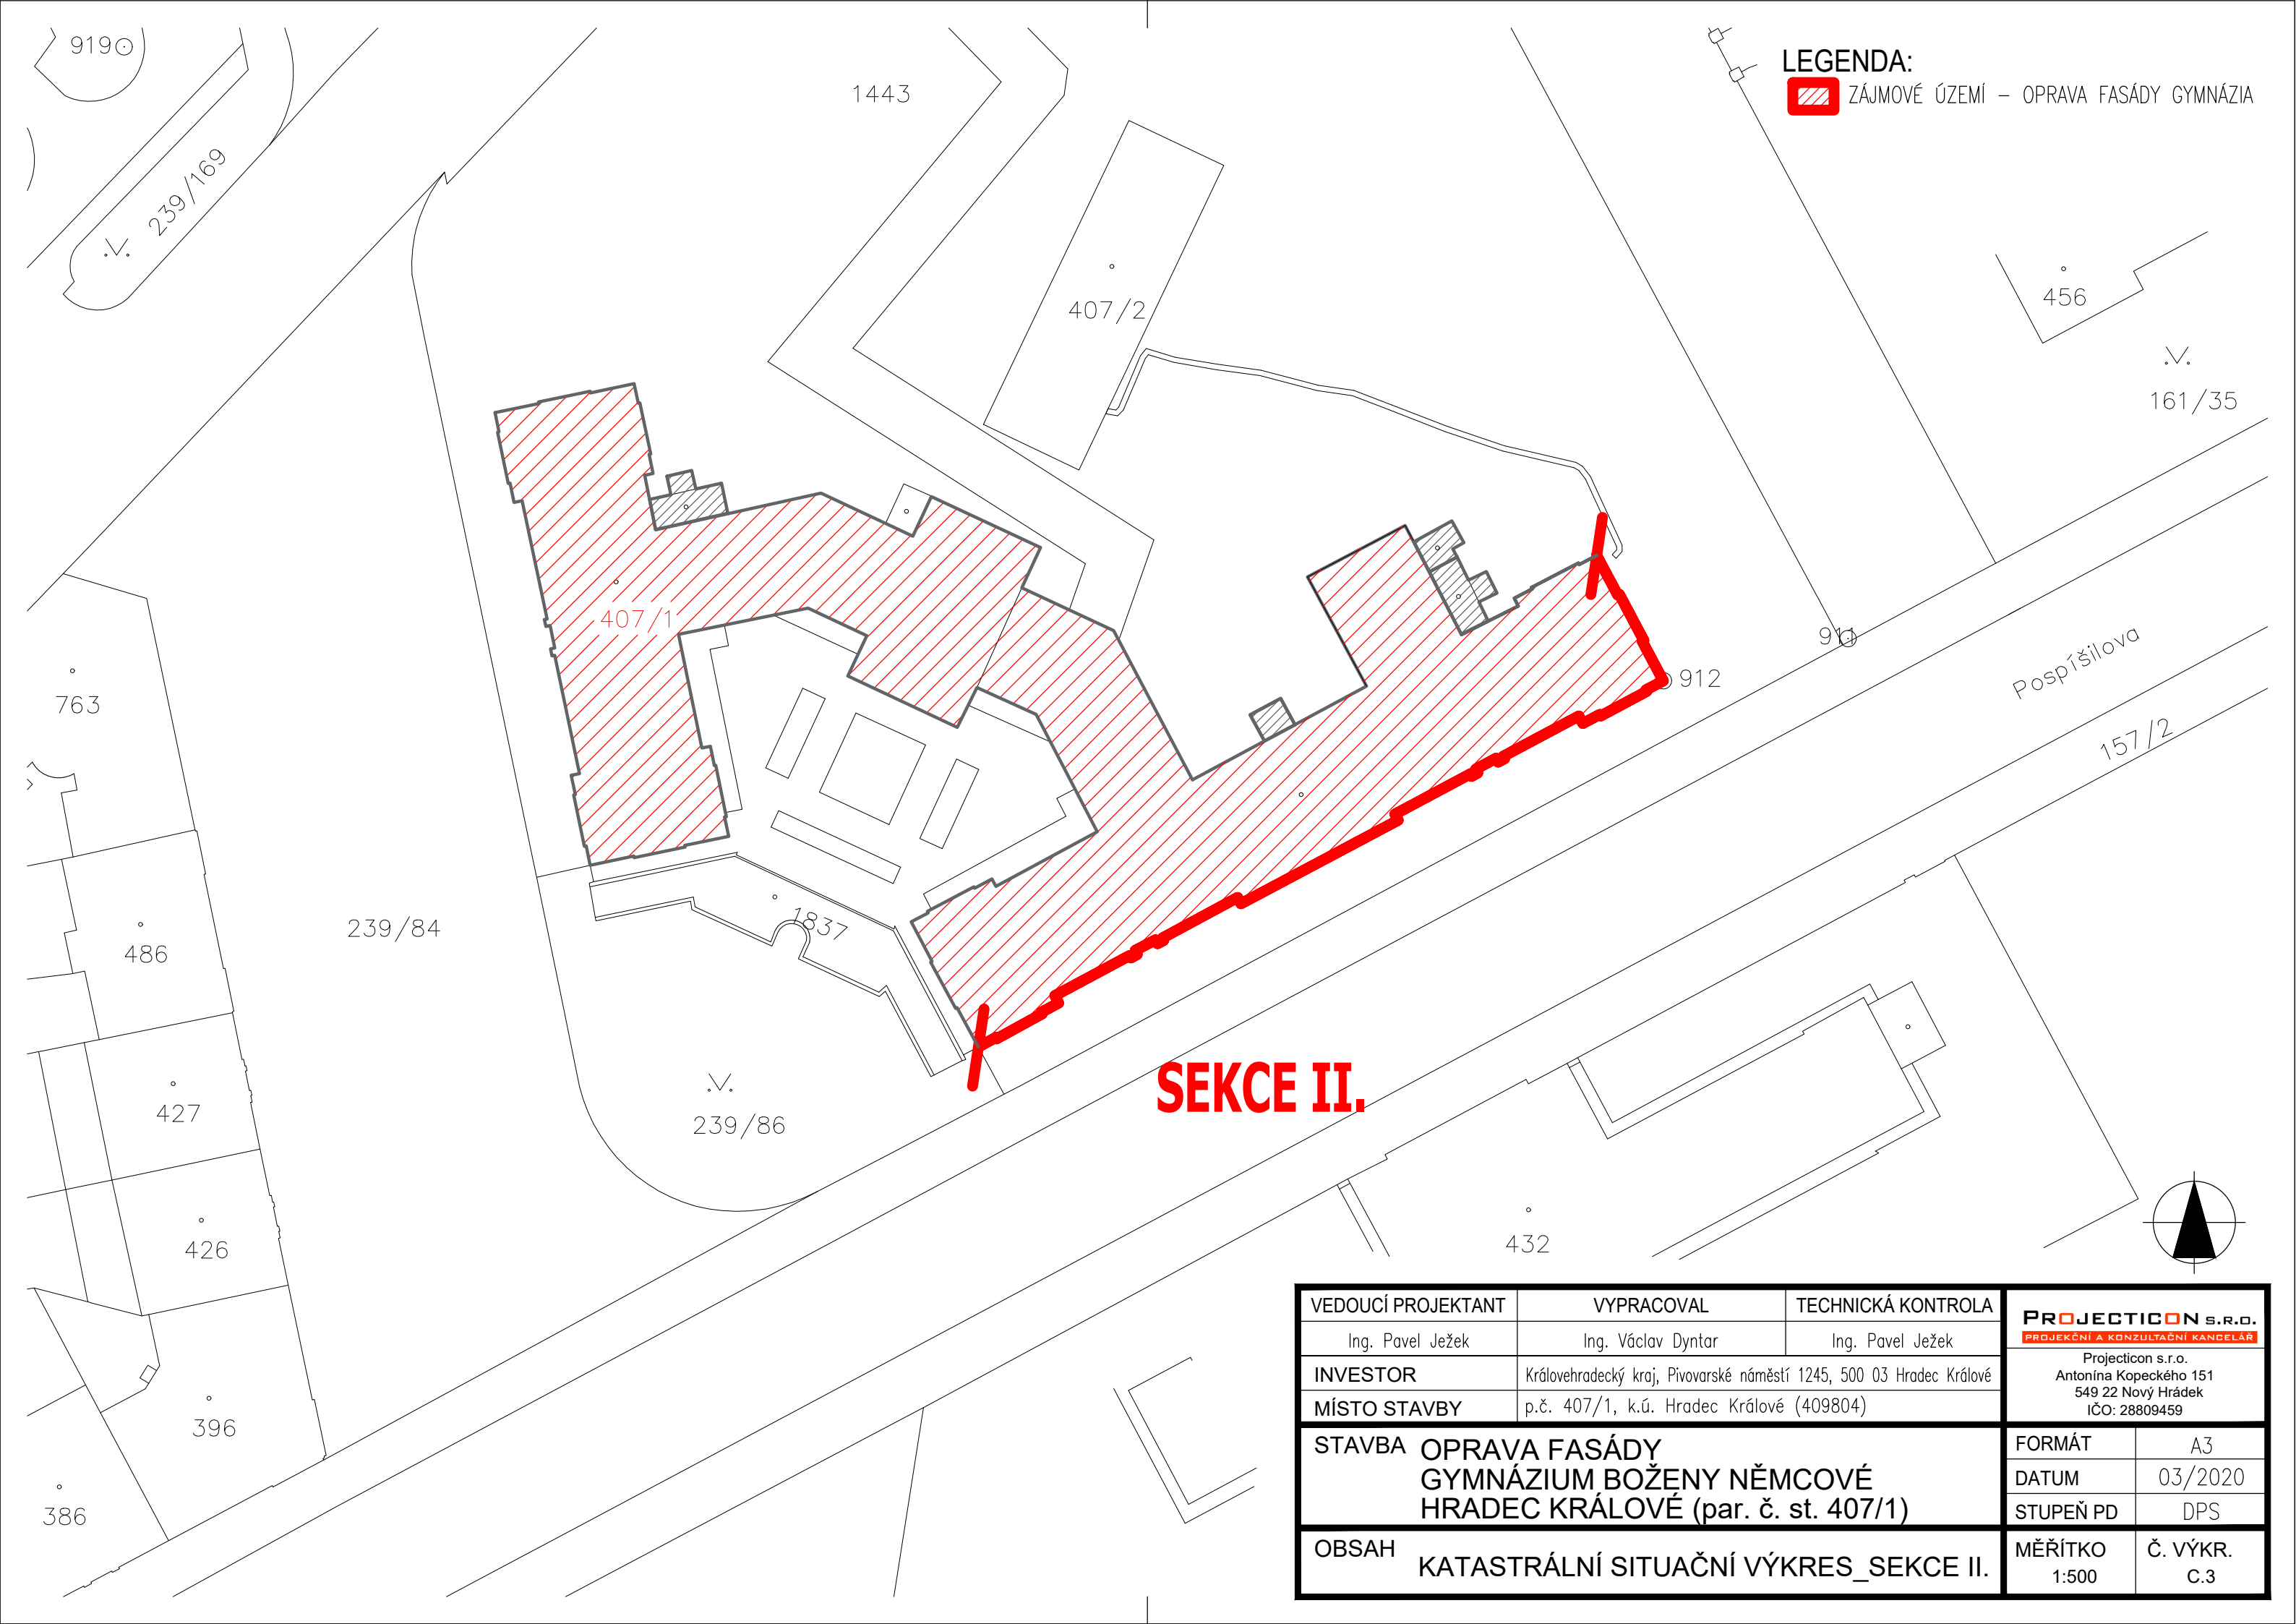 919
1443
LEGENDA:
ZÁJMOVÉ ÚZEMÍ – OPRAVA FASÁDY GYMNÁZIA
239/169
407/2
456
161/35
407/1
911
912
Pospíšilova
763
157/2
1837
239/84
486
SEKCE II.
427
239/86
426
432
396
386
VEDOUCÍ PROJEKTANT VYPRACOVAL TECHNICKÁ KONTROLA
Ing. Pavel Ježek Ing. Václav Dyntar Ing. Pavel Ježek
INVESTOR Královehradecký kraj, Pivovarské náměstí 1245, 500 03 Hradec Králové
MÍSTO STAVBY p.č. 407/1, k.ú. Hradec Králové (409804)
PROJECTICON S.R.O.
PROJEKČNÍ A KONZULTAČNÍ KANCELÁŘ
Projecticon s.r.o.
Antonína Kopeckého 151
549 22 Nový Hrádek
IČO: 28809459
STAVBA OPRAVA FASÁDY
GYMNÁZIUM BOŽENY NĚMCOVÉ
HRADEC KRÁLOVÉ (par. č. st. 407/1)
FORMÁT A3
DATUM 03/2020
STUPEŇ PD DPS
OBSAH KATASTRÁLNÍ SITUAČNÍ VÝKRES_SEKCE II.
MĚŘÍTKO Č. VÝKR.
1:500 C.3